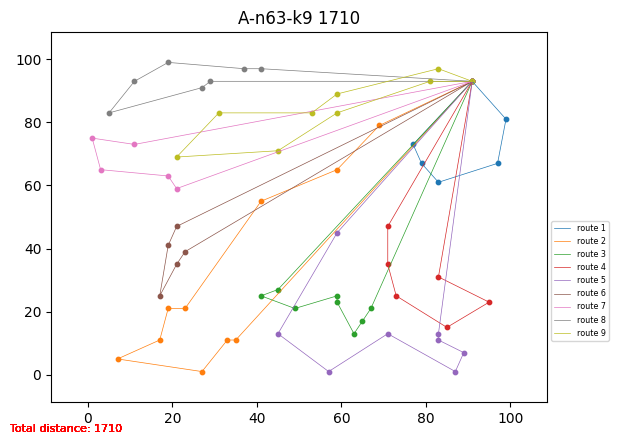 A-n63-k9 1710
100
80
60
40
20
0
0 20 40 60 80 100
route 1
route 2
route 3
route 4
route 5
route 6
route 7
route 8
route 9
Total distance: 1710